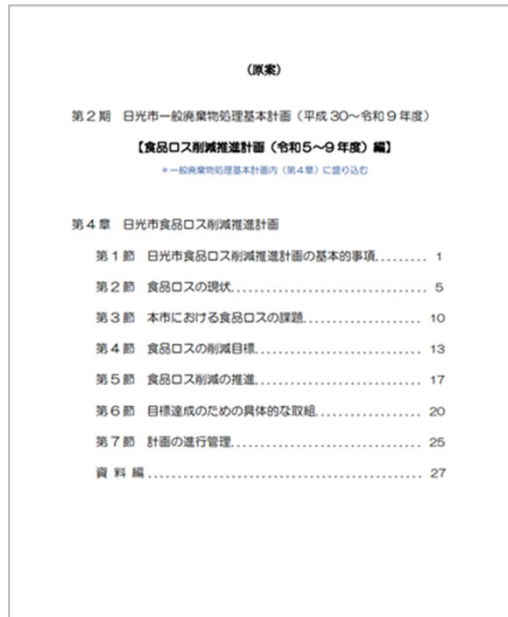 （原案）
第２期　日光市一般廃棄物処理基本計画（平成 30～令和９年度）
【食品ロス削減推進計画（令和５～９年度）編】
＊一般廃棄物処理基本計画内（第４章）に盛り込む
第４章　日光市食品ロス削減推進計画
第１節　日光市食品ロス削減推進計画の基本的事項......... 1
第２節　食品ロスの現状................................. 5
第３節　本市における食品ロスの課題..................... 10
第４節　食品ロスの削減目標............................. 13
第５節　食品ロス削減の推進............................. 17
第６節　目標達成のための具体的な取組................... 20
第７節　計画の進行管理................................. 25
資 料 編............................................... 27